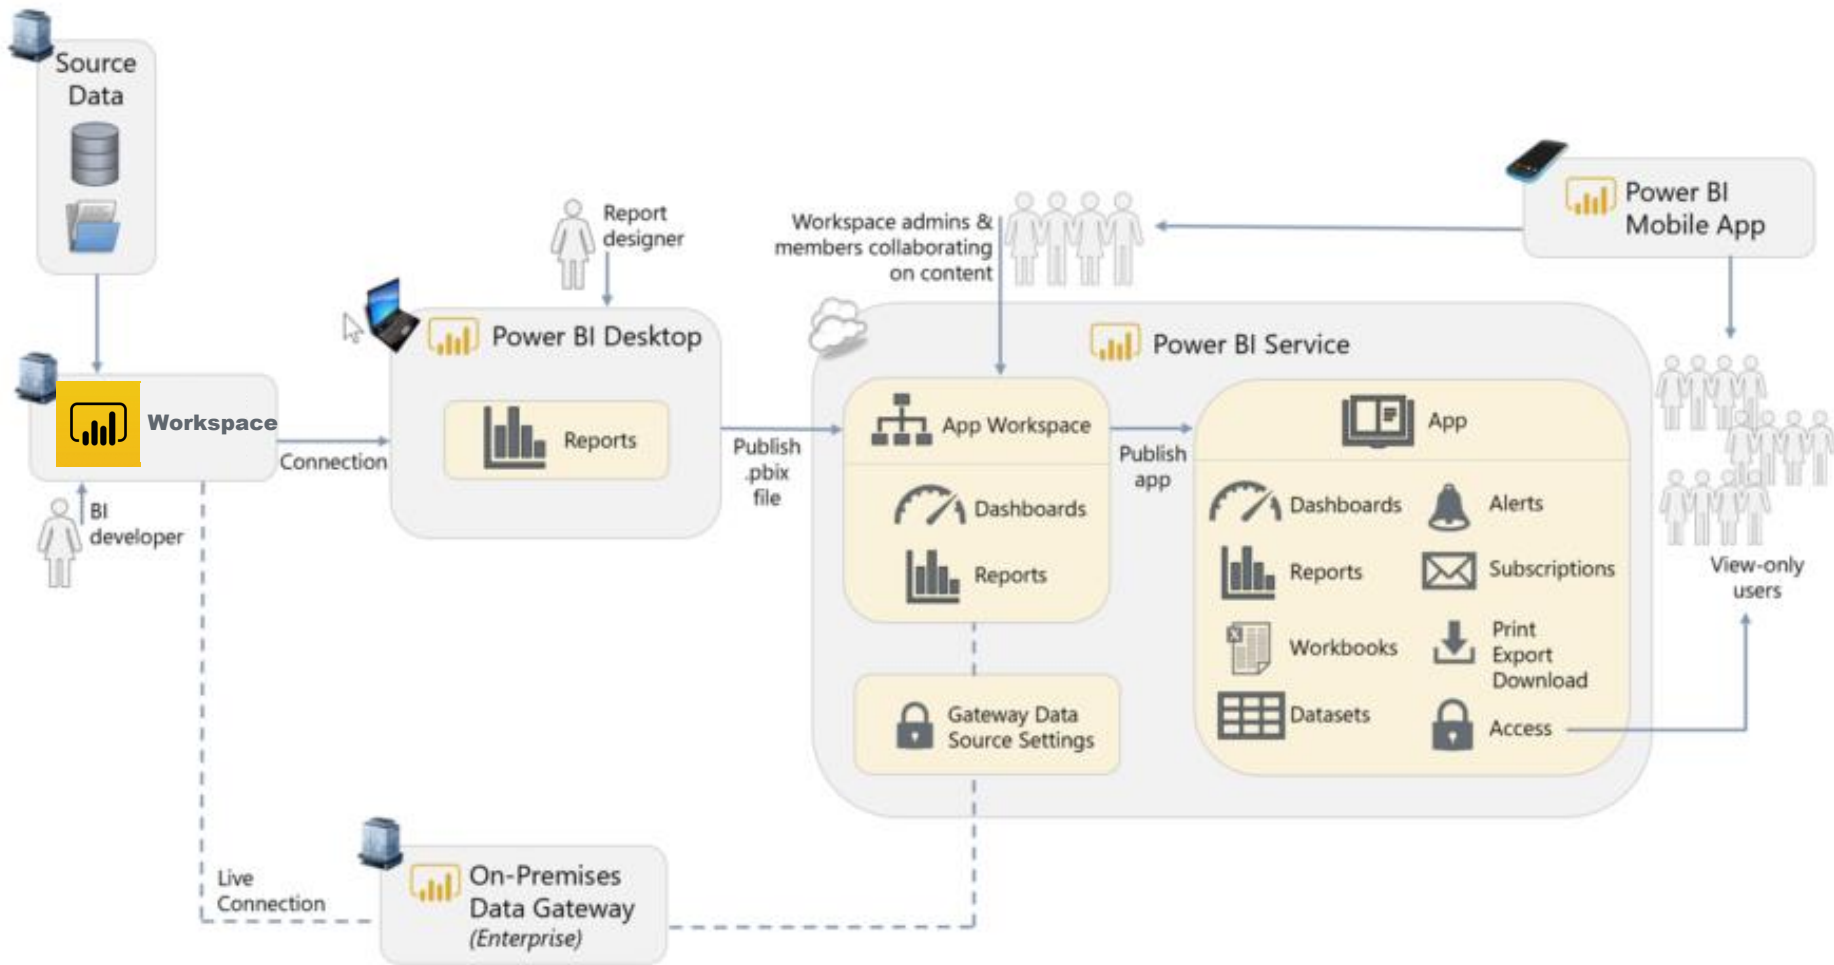 Source
Data
Workspace
BI
developer
Connection
Report
designer
Power BI Desktop
Reports
Publish
.pbix
file
Workspace admins &
members collaborating
on content
Power BI
Mobile App
Power BI Service
App Workspace
Dashboards
Reports
Publish
app
App
Dashboards
Reports
Workbooks
Datasets
Alerts
Subscriptions
Print
Export
Download
Access
Gateway Data
Source Settings
View-only
users
Live
Connection
On-Premises
Data Gateway
(Enterprise)